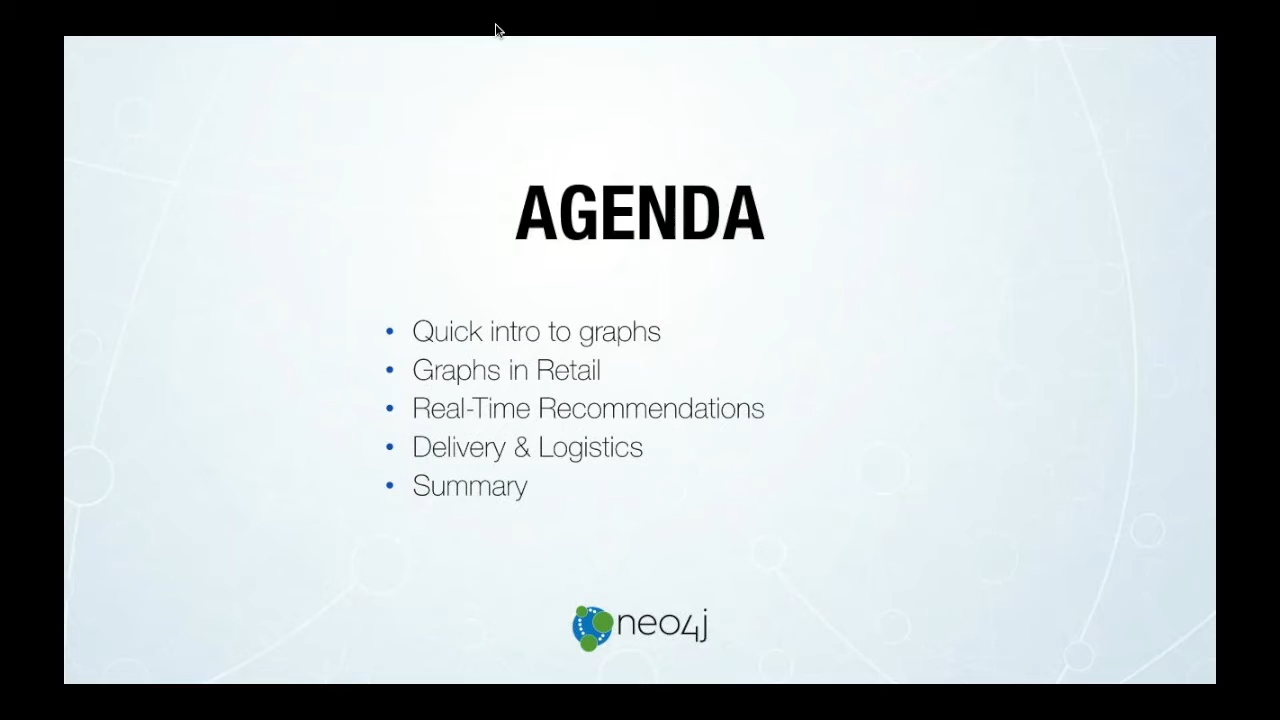 AGENDA
• Quick intro to graphs
• Graphs in Retail
• Real-Time Recommendations
• Delivery & Logistics
• Summary
neo4j